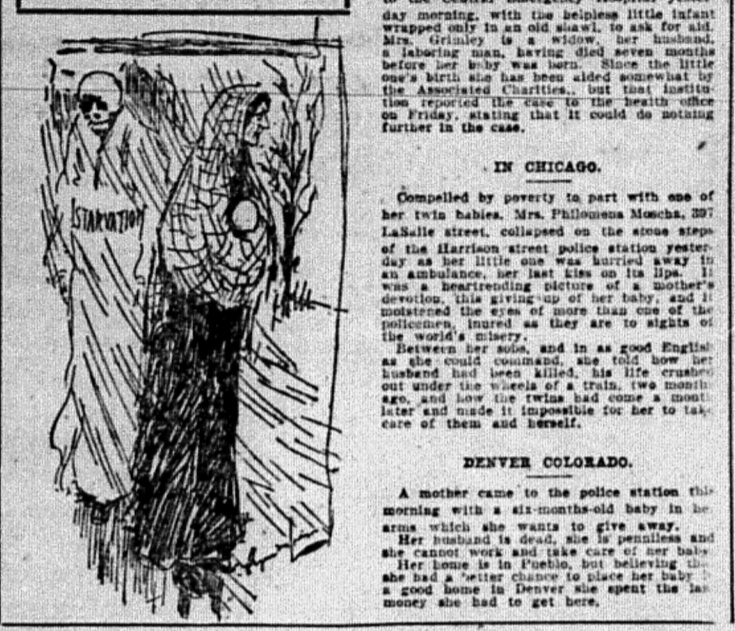 STARVATION
day morning, with the helpless little infant
wrapped only in an old shawl, to ask for aid.
Mrs. Grimley is a widow, her husband,
a laboring man, having died seven months
before her baby was born. Since the little
one's birth she has been aided somewhat by
the Associated Charities, but that institu-
tion reported the case to the health office
on Friday, stating that it could do nothing
further in the case.
IN CHICAGO.
Compelled by poverty to part with one of
her twin babies, Mrs. Philomena Moscha, 397
LaSalle street, collapsed on the stone steps
of the Harrison street police station yester-
day as her little one was hurried away in
an ambulance, her last kiss on its lips. It
was a heartrending picture of a mother's
devotion, this giving up of her baby, and it
moistened the eyes of more than one of the
policemen, inured as they are to sights of
the world's misery.
Between her sobs, and in as good English
as she could command, she told how her
husband had been killed, his life crushed
out under the wheels of a train, two months
ago, and how the twins had come a month
later and made it impossible for her to take
care of them and herself.
DENVER COLORADO.
A mother came to the police station this
morning with a six-months-old baby in her
arms which she wants to give away.
Her husband is dead, she is penniless and
she cannot work and take care of her baby.
Her home is in Pueblo, but believing
she had a better chance to place her baby
a good home in Denver she spent the last
money she had to get here.